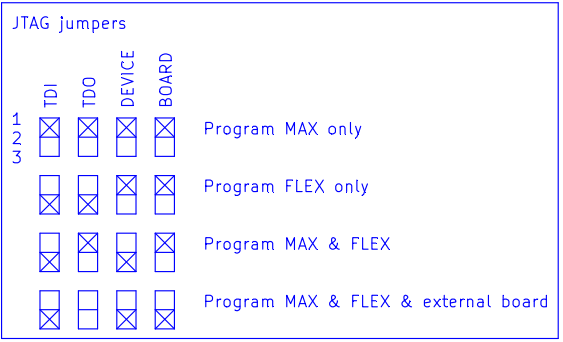 JTAG jumpers
TDI TDO DEVICE BOARD
1
2
3
Program MAX only
Program FLEX only
Program MAX & FLEX
Program MAX & FLEX & external board